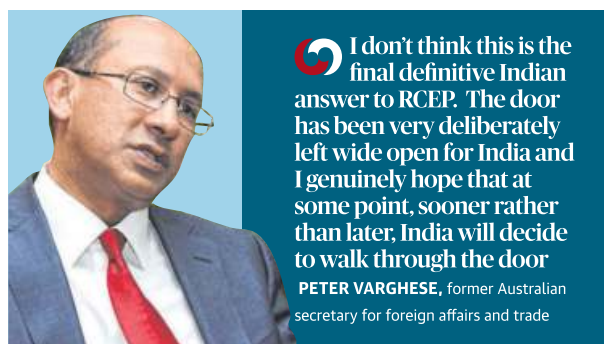 I don’t think this is the
final definitive Indian
answer to RCEP. The door
has been very deliberately
left wide open for India and
I genuinely hope that at
some point, sooner rather
than later, India will decide
to walk through the door
PETER VARGHESE, former Australian
secretary for foreign affairs and trade